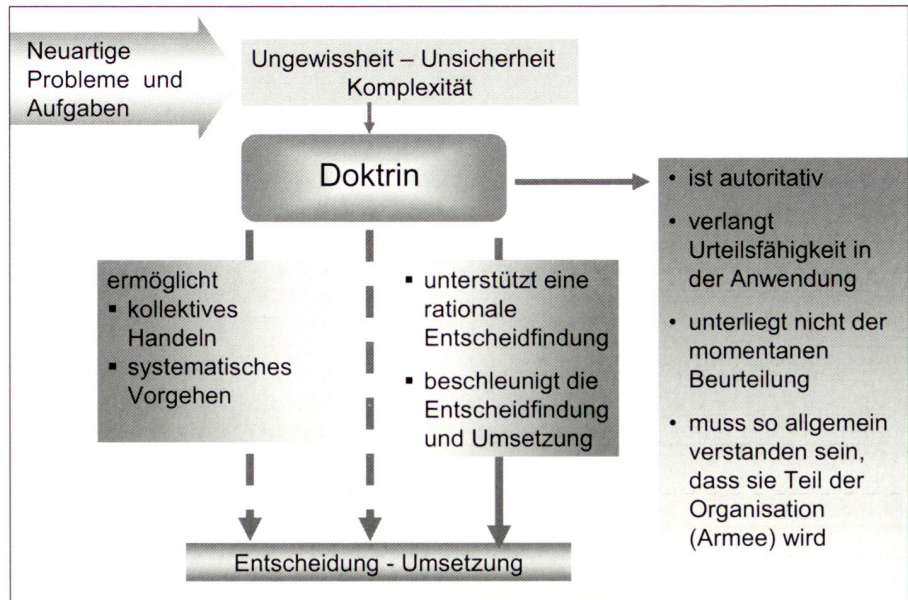 Neuartige
Probleme und
Aufgaben
Ungewissheit – Unsicherheit
Komplexität
Doktrin
ermöglicht
▪ kollektives
Handeln
▪ systematisches
Vorgehen
▪ unterstützt eine
rationale
Entscheidfindung
▪ beschleunigt die
Entscheidfindung
und Umsetzung
• ist autoritativ
• verlangt
Urteilsfähigkeit in
der Anwendung
• unterliegt nicht der
momentanen
Beurteilung
• muss so allgemein
verstanden sein,
dass sie Teil der
Organisation
(Armee) wird
Entscheidung - Umsetzung